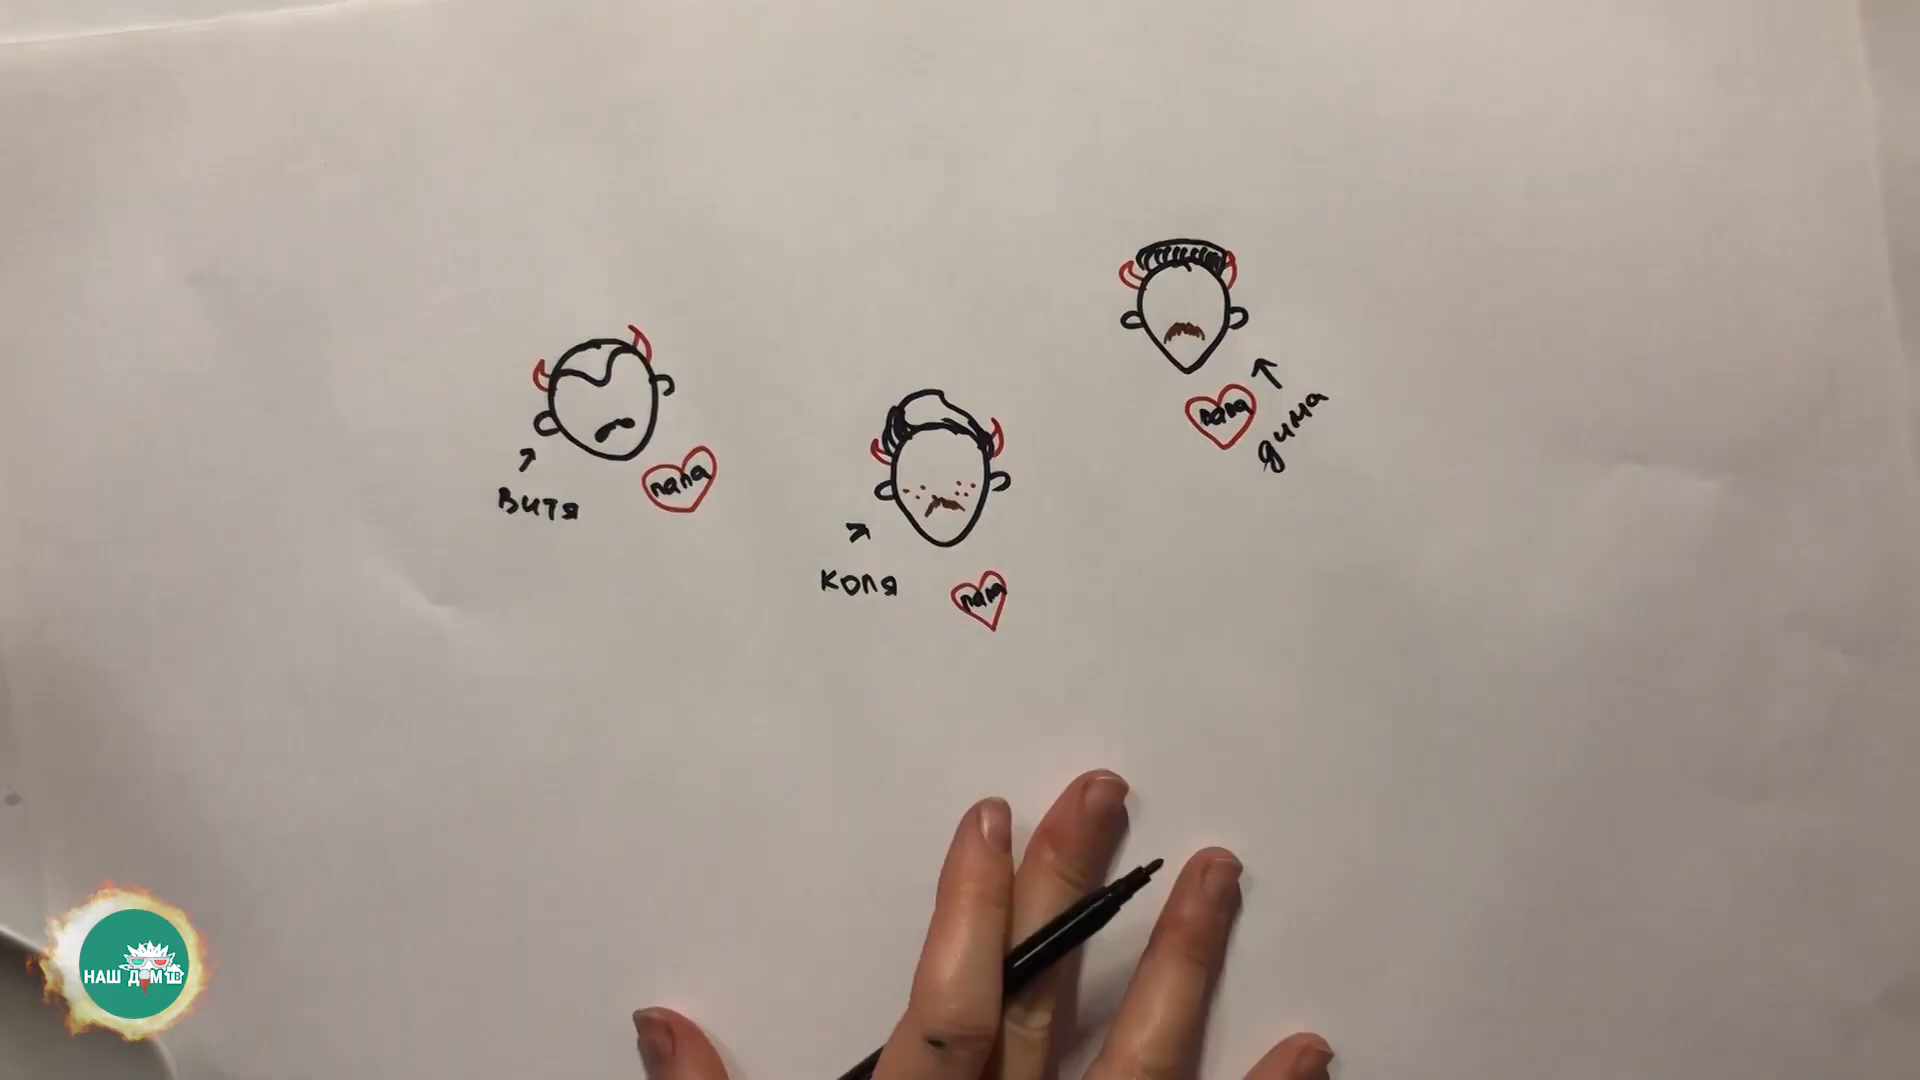 Витя
папа
Коля
папа
папа
дима
НАШ ДОМ ТВ